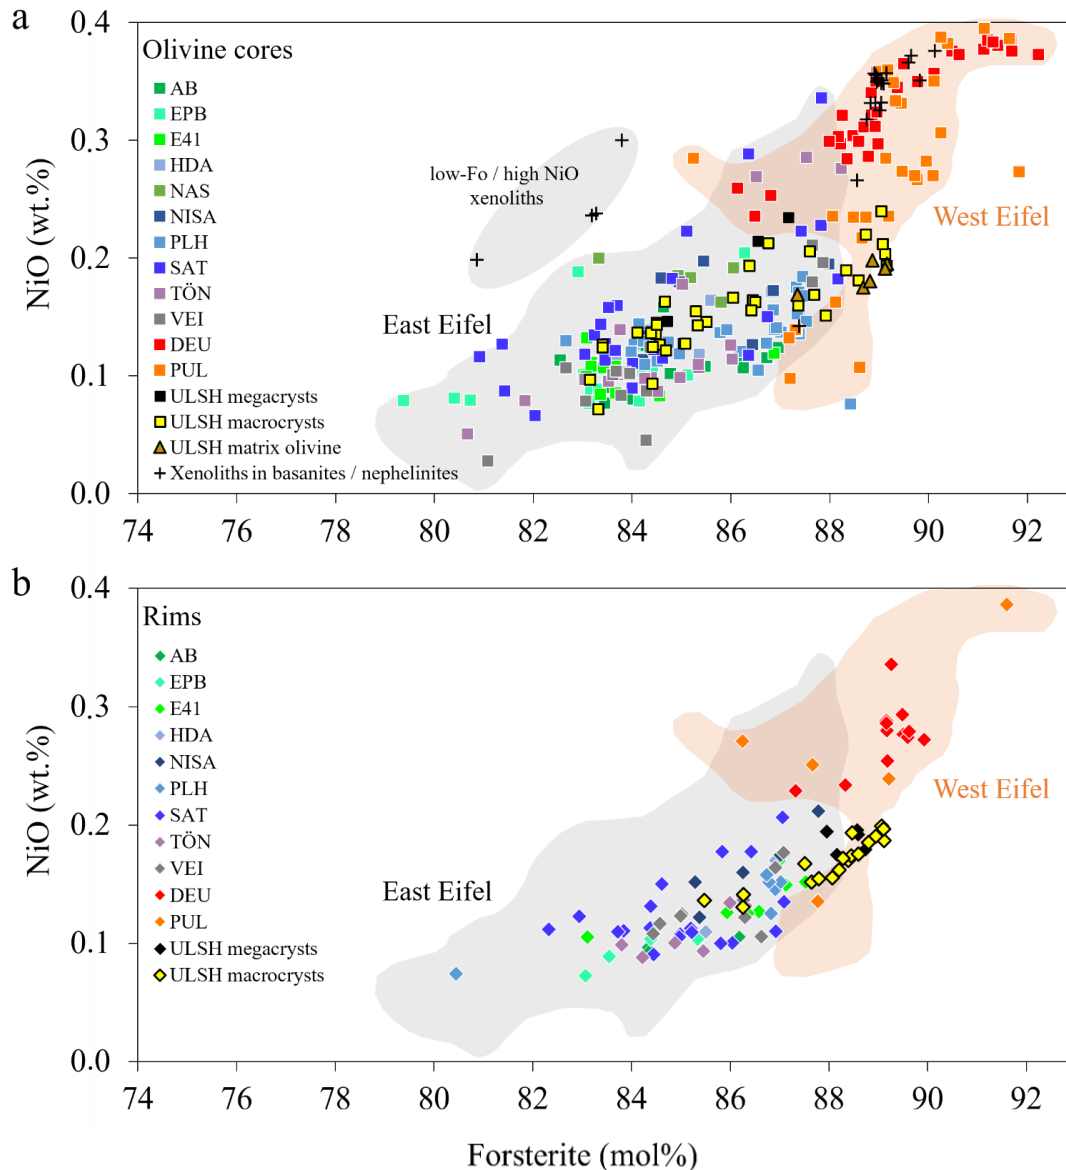 a
0.4
0.3
0.2
0.1
0.0
NiO (wt.%)
Olivine cores
AB
EPB
E41
HDA
NAS
NISA
PLH
SAT
TÖN
VEI
DEU
PUL
ULSH megacrysts
ULSH macrocrysts
ULSH matrix olivine
Xenoliths in basanites / nephelinites
low-Fo / high NiO
xenoliths
East Eifel
West Eifel
74 76 78 80 82 84 86 88 90 92
b
0.4
0.3
0.2
0.1
0.0
NiO (wt.%)
Rims
AB
EPB
E41
HDA
NISA
PLH
SAT
TÖN
VEI
DEU
PUL
ULSH megacrysts
ULSH macrocrysts
East Eifel
West Eifel
74 76 78 80 82 84 86 88 90 92
Forsterite (mol%)